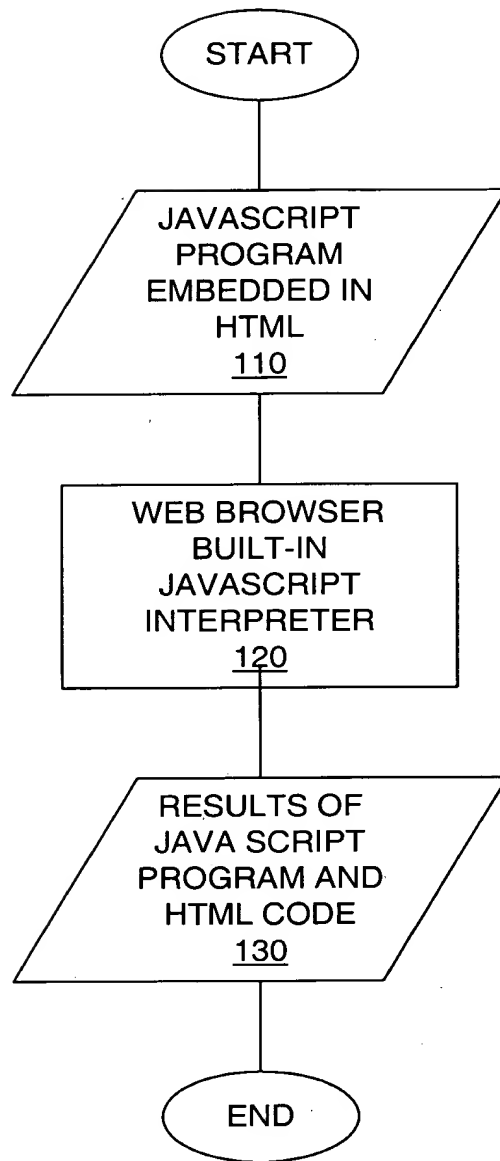 START
JAVASCRIPT
PROGRAM
EMBEDDED IN
HTML
110
WEB BROWSER
BUILT-IN
JAVASCRIPT
INTERPRETER
120
RESULTS OF
JAVA SCRIPT
PROGRAM AND
HTML CODE
130
END